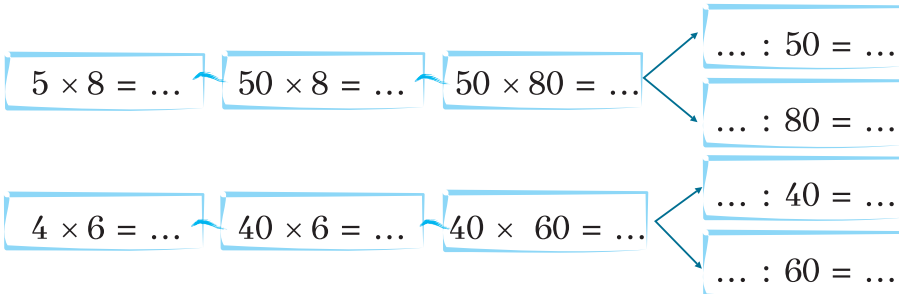 ... : 50 = ...
5 × 8 = ... 50 × 8 = ... 50 × 80 = ...
... : 80 = ...
... : 40 = ...
4 × 6 = ... 40 × 6 = ... 40 × 60 = ...
... : 60 = ...